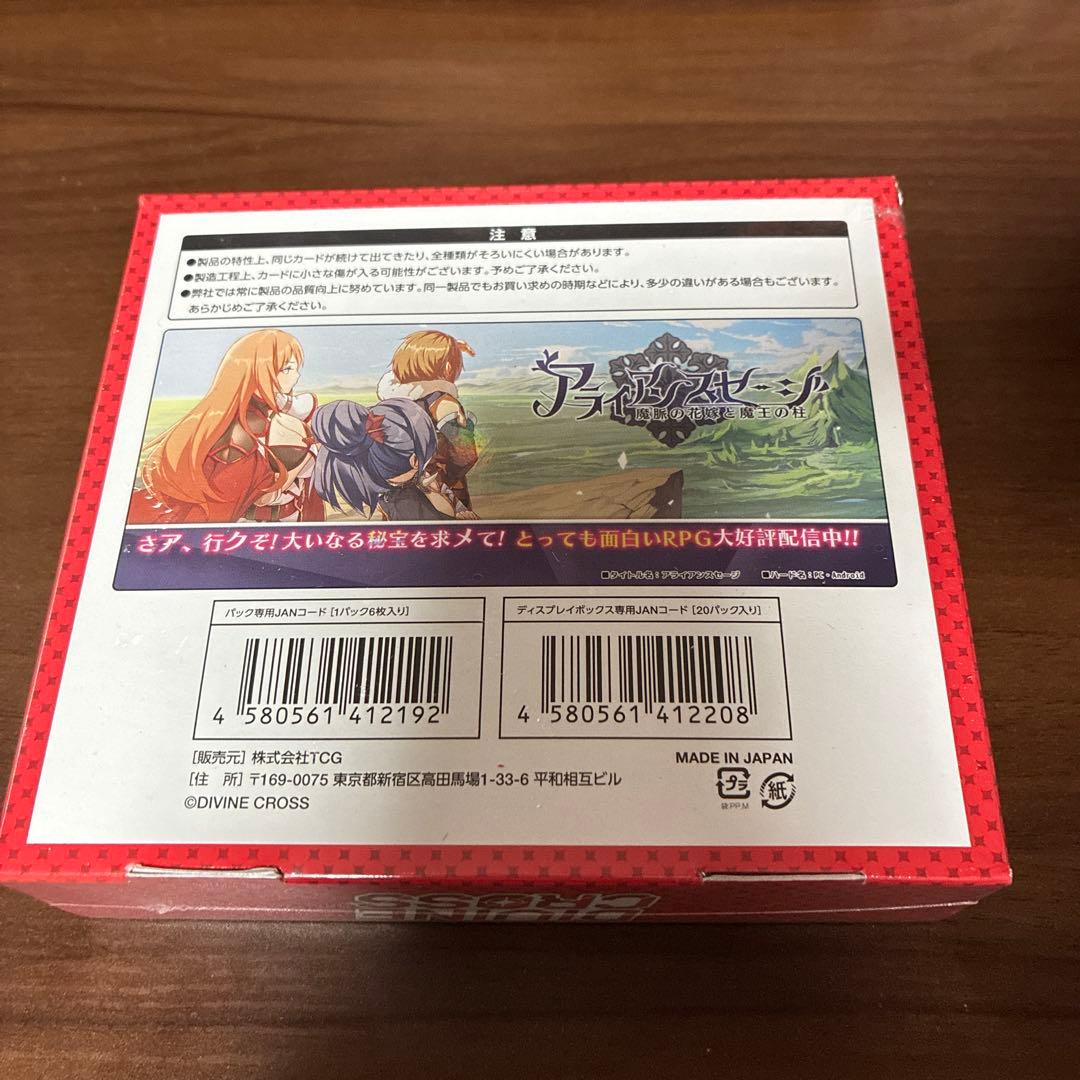 注意
●製品の特性上、同じカードが続けて出てきたり、全種類がそろいにくい場合があります。
●製造工程上、カードに小さな傷が入る可能性がございます。予めご了承ください。
●弊社では常に製品の品質向上に努めています。同一製品でもお買い求めの時期などにより、多少の違いがある場合もございます。
あらかじめご了承ください。
アライアンスセージ
魔脈の花嫁と魔王の柱
さア、行クぞ!大いなる秘宝を求メて! とっても面白いRPG大好評配信中!!
■タイトル名:アライアンスセージ ■ハード名:PC・Android
パック専用JANコード [1パック6枚入り]
ディスプレイボックス専用JANコード [20パック入り]
4 580561 412192
4 580561 412208
[販売元] 株式会社TCG
MADE IN JAPAN
[住 所] 〒169-0075 東京都新宿区高田馬場1-33-6 平和相互ビル
©DIVINE CROSS
プラ
袋:PP,M
紙
DIVINE
CROSS